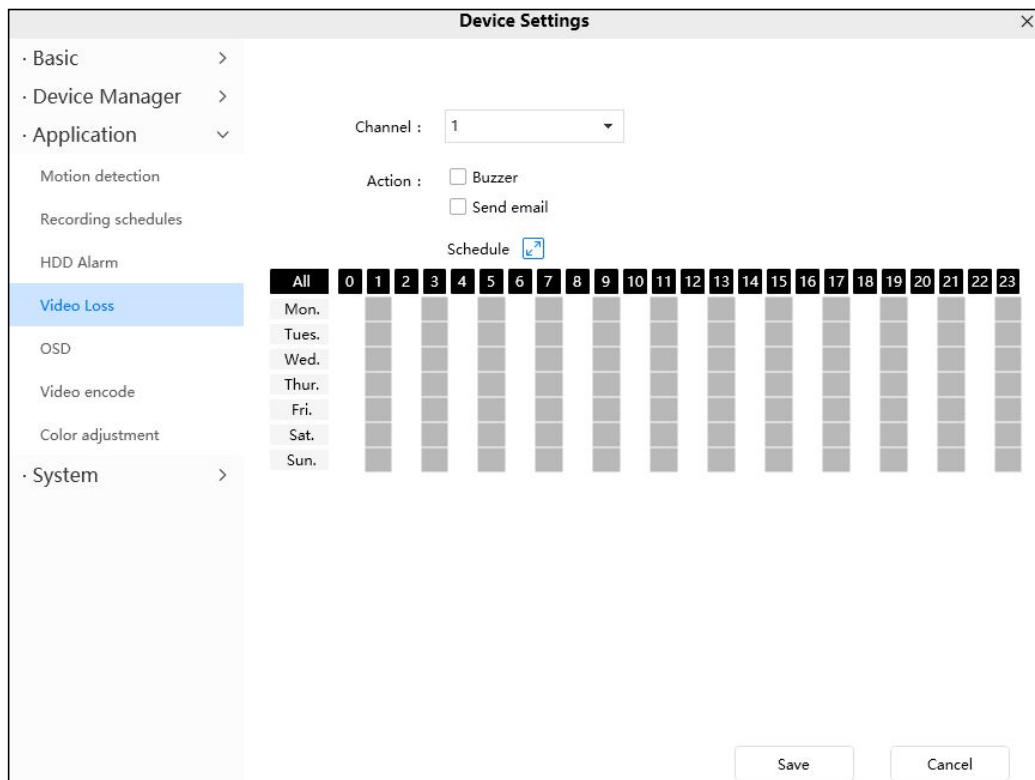 Device Settings
· Basic
· Device Manager
· Application
Motion detection
Recording schedules
HDD Alarm
Video Loss
OSD
Video encode
Color adjustment
· System
Channel : 1
Action : Buzzer
Send email
Schedule
All 0 1 2 3 4 5 6 7 8 9 10 11 12 13 14 15 16 17 18 19 20 21 22 23
Mon.
Tues.
Wed.
Thur.
Fri.
Sat.
Sun.
Save Cancel